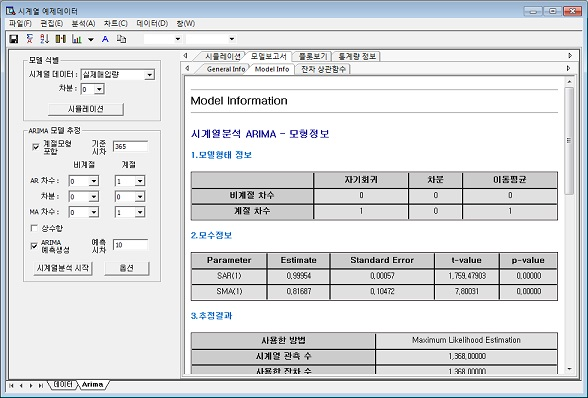 시계열 예제데이터
파일(F) 편집(E) 분석(A) 차트(C) 데이터(D) 창(W)
시뮬레이션 모델보고서 플롯보기 통계량 정보
General Info Model Info 잔차 상관함수
모델 식별
시계열 데이터 : 실제매입량
차분 : 0
시뮬레이션
ARIMA 모델 추정
계절모형 포함 기준 시차 365
비계절 계절
AR 차수 : 0 1
차분 : 0 0
MA 차수 : 0 1
상수항
ARIMA 예측생성 예측 시차 10
시계열분석 시작 옵션
Model Information
시계열분석 ARIMA - 모형정보
1.모델형태 정보
자기회귀 차분 이동평균
비계절 차수 0 0 0
계절 차수 1 0 1
2.모수정보
Parameter Estimate Standard Error t-value p-value
SAR(1) 0,99954 0,00057 1,759,47903 0,00000
SMA(1) 0,81687 0,10472 7,80031 0,00000
3.추정결과
사용한 방법 Maximum Likelihood Estimation
시계열 관측 수 1,368,00000
사용한 잔차 수 1,368,00000
데이터 Arima